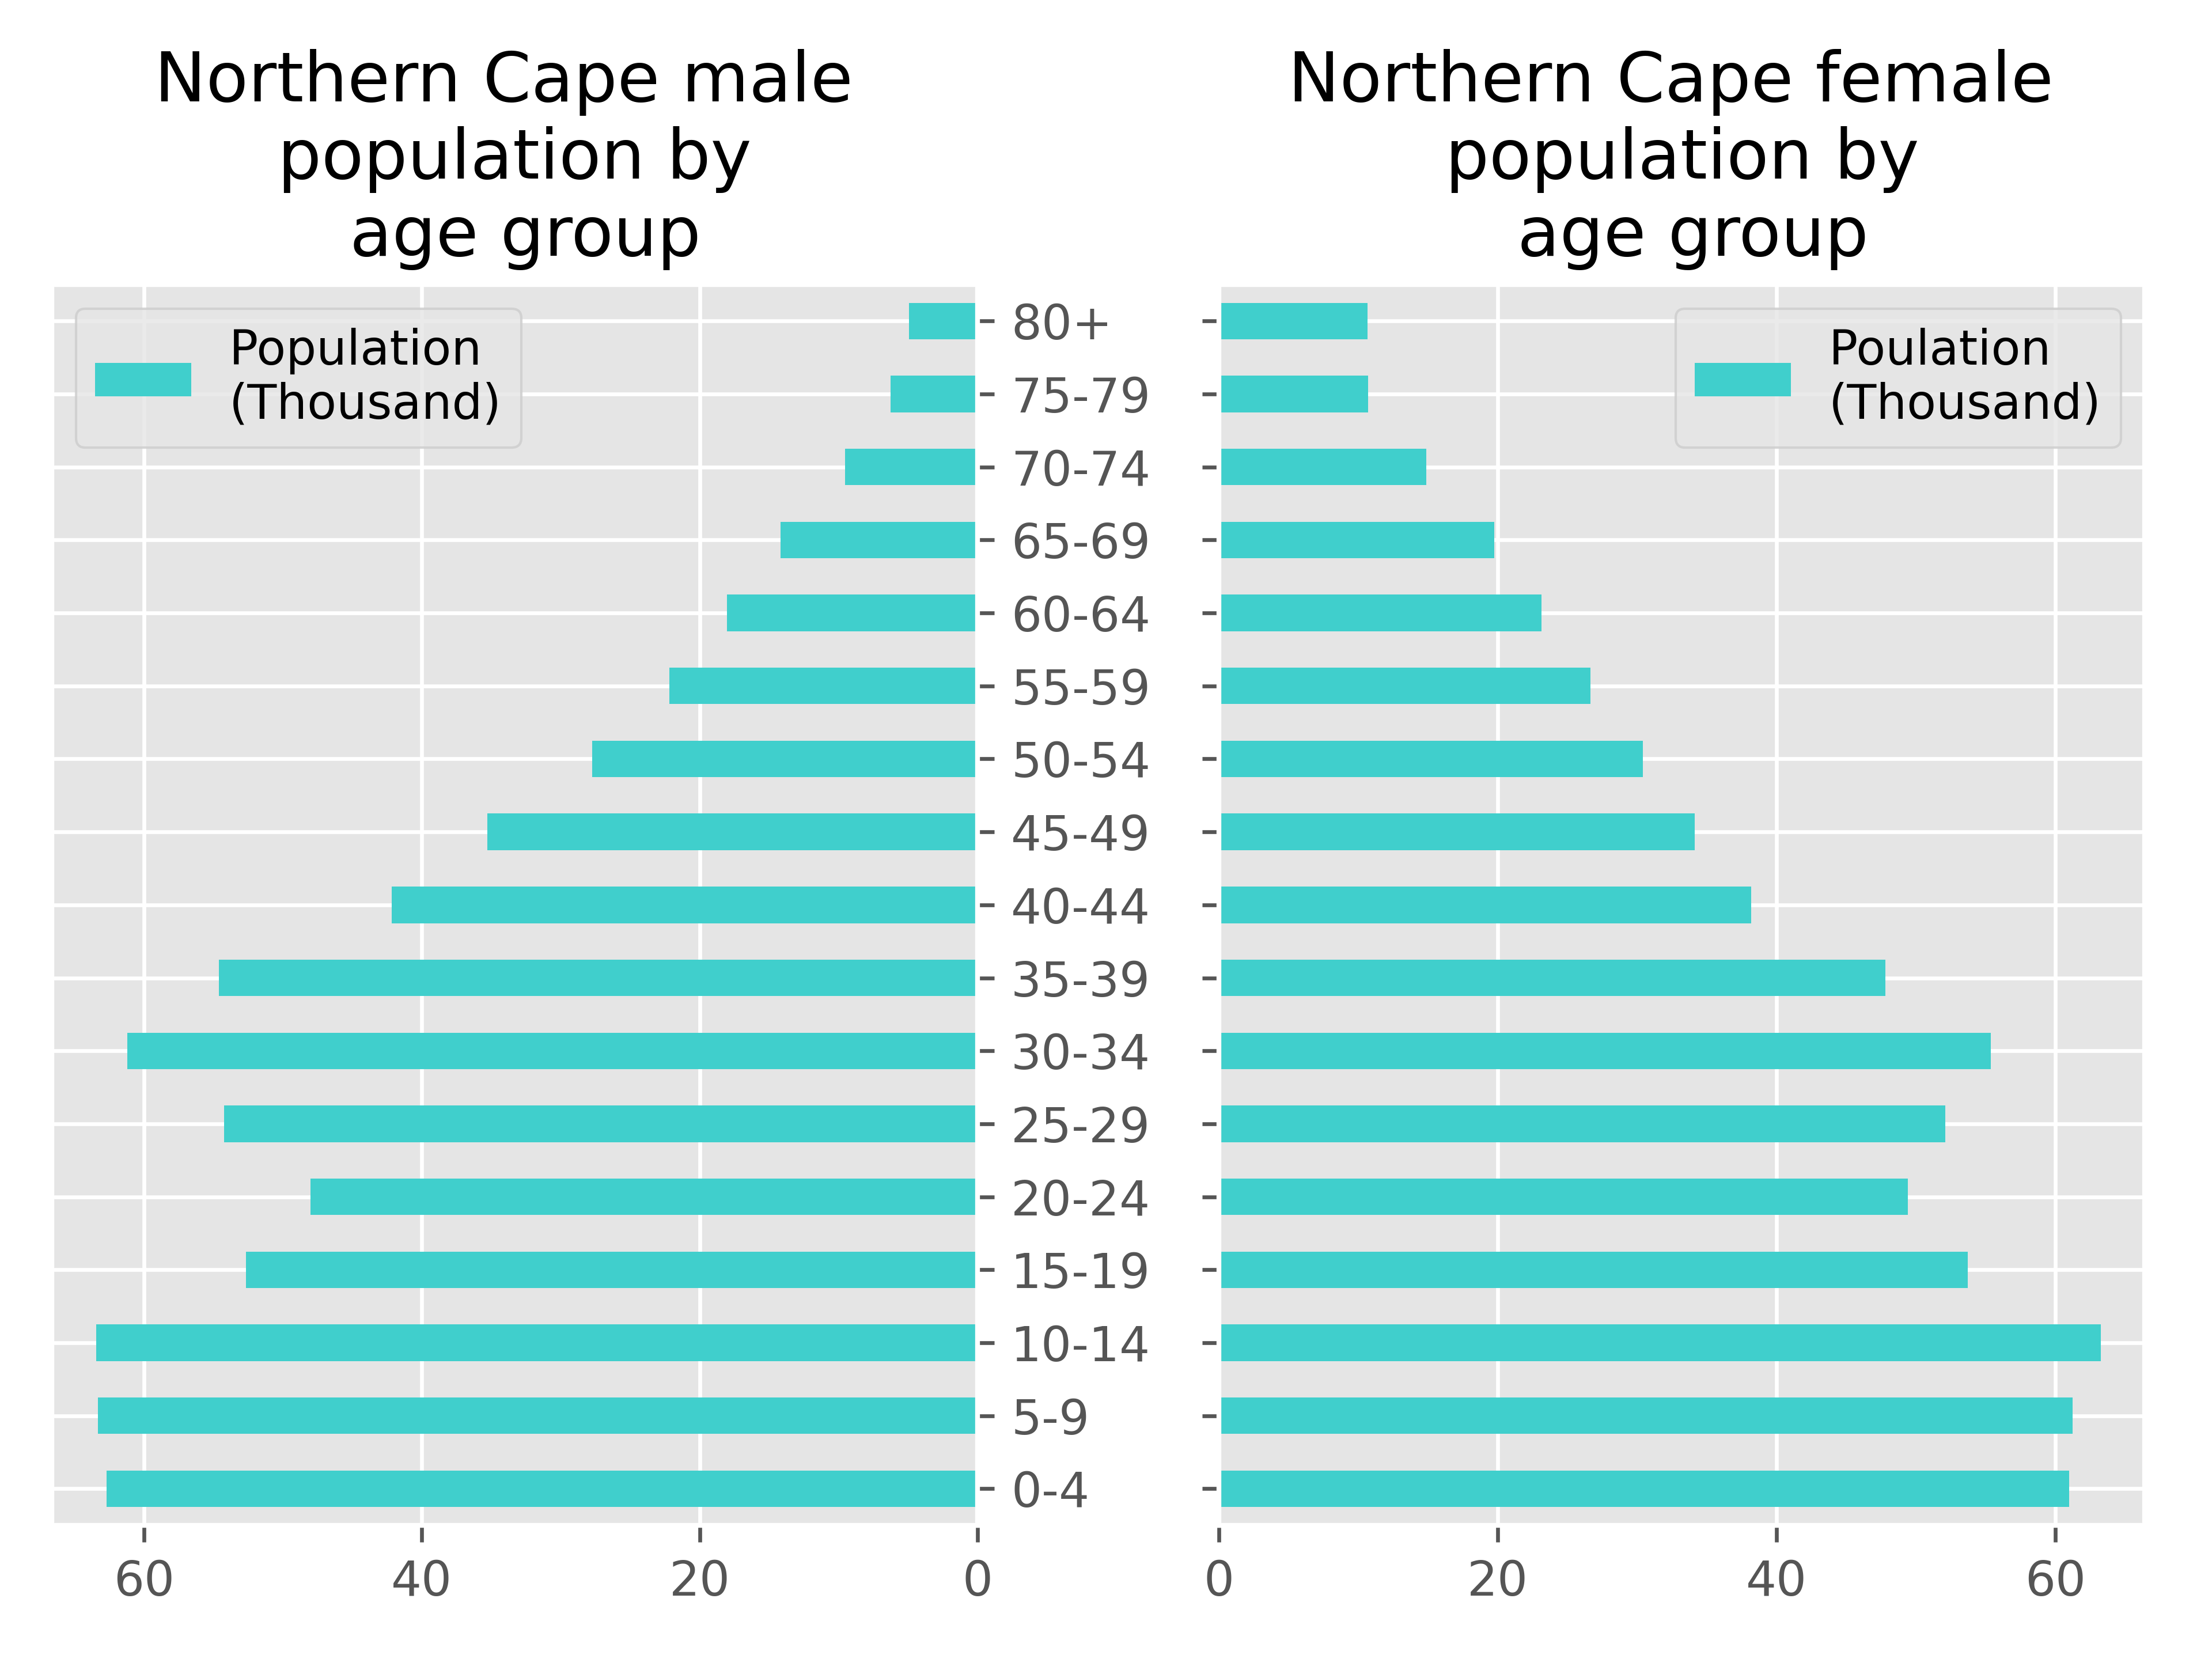 Northern Cape male
population by
age group
Northern Cape female
population by
age group
Population
(Thousand)
Poulation
(Thousand)
80+
75-79
70-74
65-69
60-64
55-59
50-54
45-49
40-44
35-39
30-34
25-29
20-24
15-19
10-14
5-9
0-4
60 40 20 0
0 20 40 60